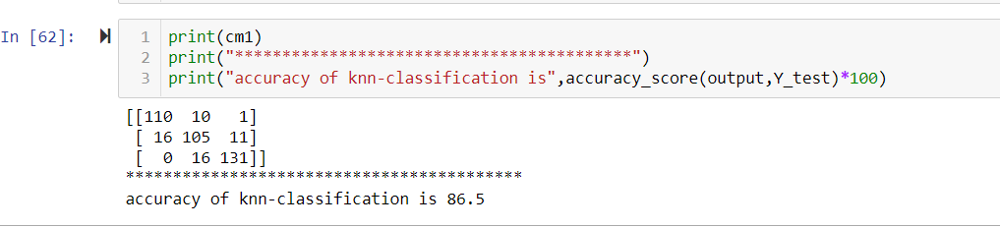 In [62]:
1 print(cm1)
2 print("******************************************")
3 print("accuracy of knn-classification is",accuracy_score(output,Y_test)*100)
[[110  10   1]
 [ 16 105  11]
 [  0  16 131]]
******************************************
accuracy of knn-classification is 86.5